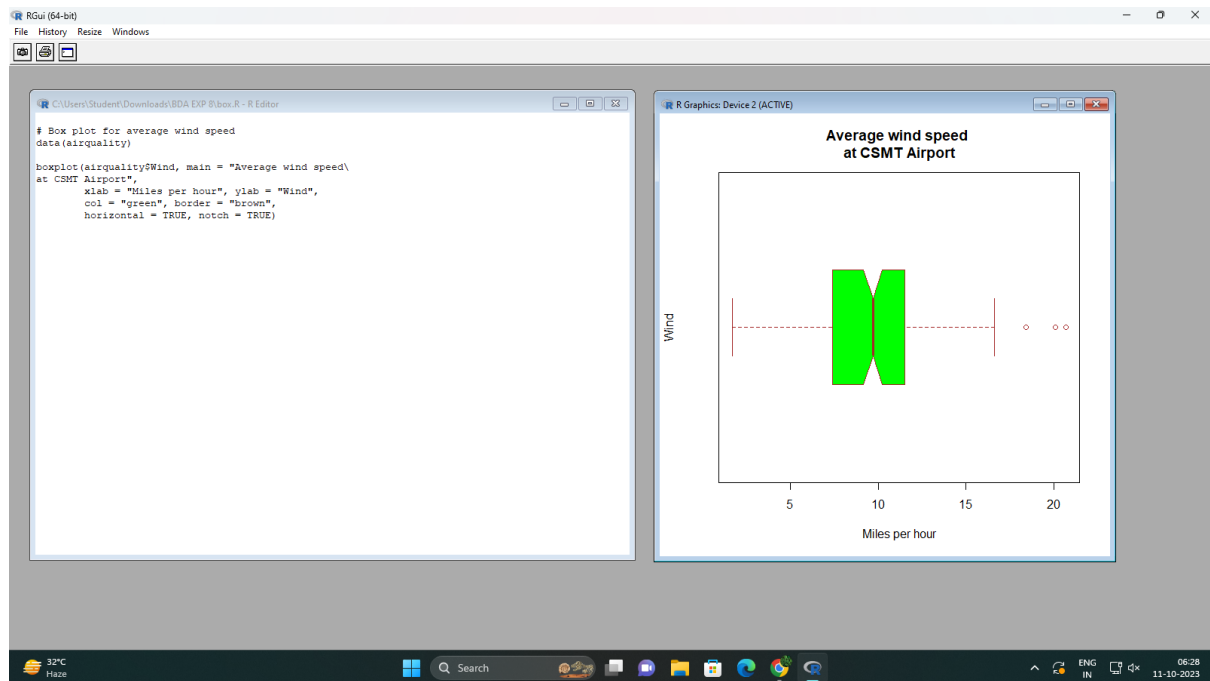 RGui (64-bit)
File History Resize Windows
C:\Users\Student\Downloads\BDA EXP 8\box.R - R Editor
# Box plot for average wind speed
data(airquality)
boxplot(airquality$Wind, main = "Average wind speed\
at CSMT Airport",
xlab = "Miles per hour", ylab = "Wind",
col = "green", border = "brown",
horizontal = TRUE, notch = TRUE)
R Graphics: Device 2 (ACTIVE)
Average wind speed
at CSMT Airport
Wind
5 10 15 20
Miles per hour
32°C
Haze
Search
ENG
IN
06:28
11-10-2023